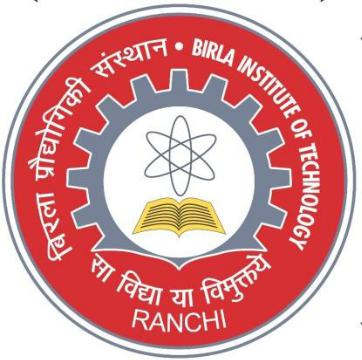 बिरला प्रौद्योगिकी संस्थान • BIRLA INSTITUTE OF TECHNOLOGY
सा विद्या या विमुक्तये
RANCHI